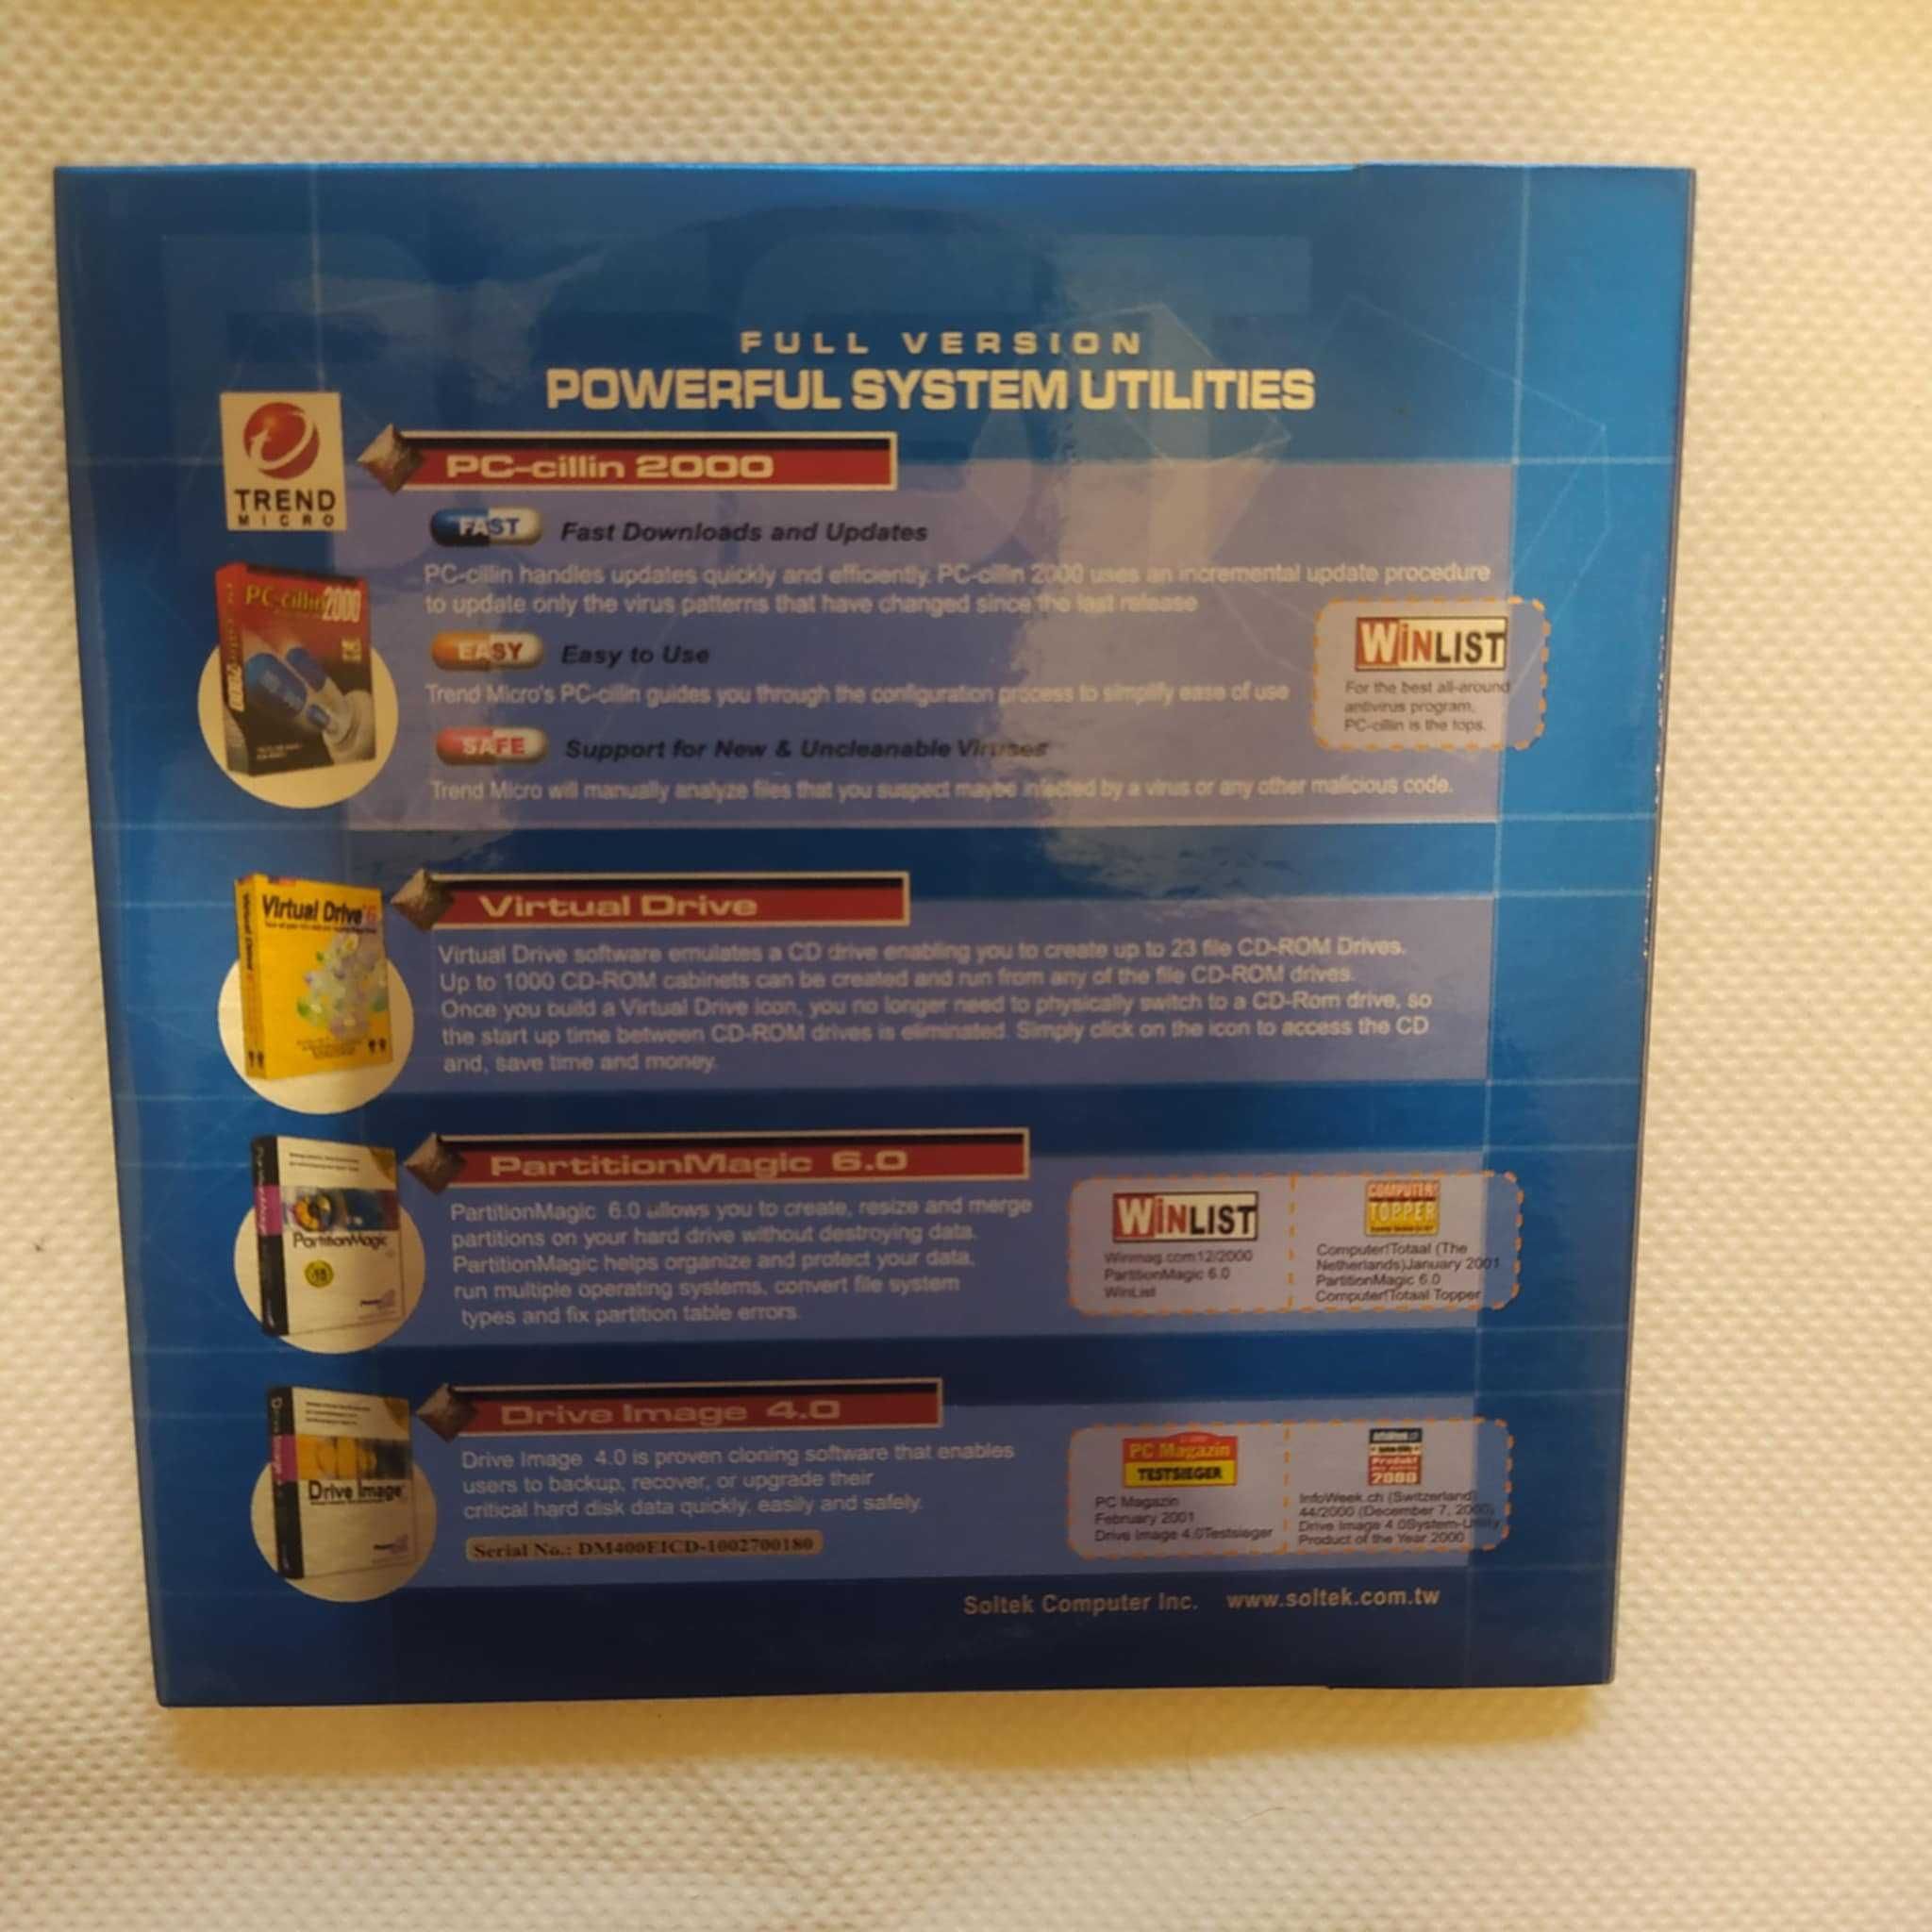 FULL VERSION
POWERFUL SYSTEM UTILITIES
TREND
MICRO
PC-cillin 2000
FAST Fast Downloads and Updates
PC-cillin handles updates quickly and efficiently. PC-cillin 2000 uses an incremental update procedure
to update only the virus patterns that have changed since the last release
PC-cillin 2000
EASY Easy to Use
Trend Micro's PC-cillin guides you through the configuration process to simplify ease of use
SAFE Support for New & Uncleanable Viruses
Trend Micro will manually analyze files that you suspect maybe infected by a virus or any other malicious code.
WINLIST
For the best all-around
antivirus program,
PC-cillin is the tops.
Virtual Drive
Virtual Drive 6
Virtual Drive software emulates a CD drive enabling you to create up to 23 file CD-ROM Drives.
Up to 1000 CD-ROM cabinets can be created and run from any of the file CD-ROM drives.
Once you build a Virtual Drive icon, you no longer need to physically switch to a CD-Rom drive, so
the start up time between CD-ROM drives is eliminated. Simply click on the icon to access the CD
and, save time and money.
PartitionMagic 6.0
PartitionMagic
PartitionMagic 6.0 allows you to create, resize and merge
partitions on your hard drive without destroying data.
PartitionMagic helps organize and protect your data,
run multiple operating systems, convert file system
types and fix partition table errors.
WINLIST
Winmag.com12/2000
PartitionMagic 6.0
WinList
COMPUTER!
TOPPER
Computer!Totaal (The
Netherlands)January 2001
PartitionMagic 6.0
Computer!Totaal Topper
Drive Image 4.0
Drive Image
Drive Image 4.0 is proven cloning software that enables
users to backup, recover, or upgrade their
critical hard disk data quickly, easily and safely.
Serial No.: DM400EICD-1002700180
PC Magazin
TESTSIEGER
PC Magazin
February 2001
Drive Image 4.0Testsieger
Produkt
2000
InfoWeek.ch (Switzerland)
44/2000 (December 7, 2000),
Drive Image 4.0System-Utility
Product of the Year 2000
Soltek Computer Inc. www.soltek.com.tw